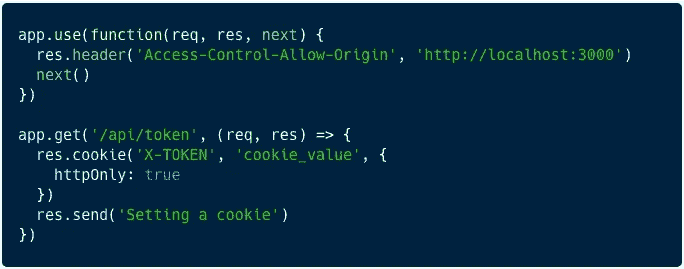 app.use(function(req, res, next) {
  res.header('Access-Control-Allow-Origin', 'http://localhost:3000')
  next()
})

app.get('/api/token', (req, res) => {
  res.cookie('X-TOKEN', 'cookie_value', {
    httpOnly: true
  })
  res.send('Setting a cookie')
})